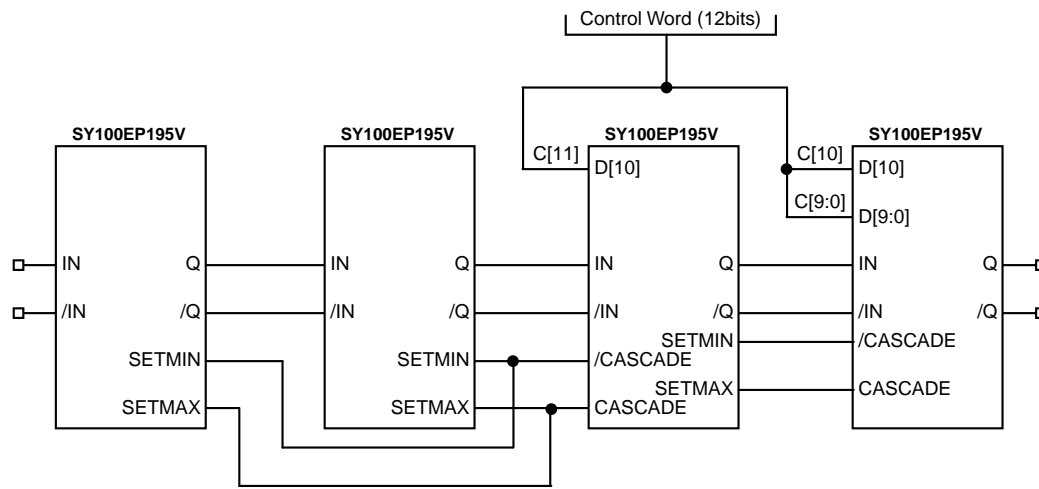 Control Word (12bits)
SY100EP195V
SY100EP195V
SY100EP195V
SY100EP195V
C[11]
D[10]
C[10]
D[10]
C[9:0]
D[9:0]
IN
Q
IN
Q
IN
Q
IN
Q
/IN
/Q
/IN
/Q
/IN
/Q
/IN
/Q
SETMIN
/CASCADE
SETMIN
SETMIN
/CASCADE
SETMAX
CASCADE
SETMAX
SETMAX
CASCADE